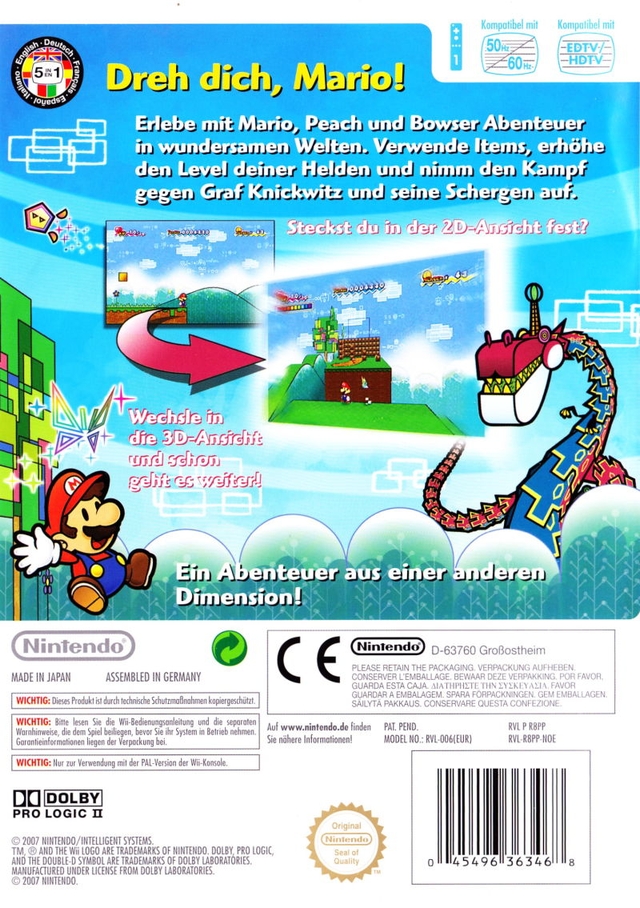 Kompatibel mit
Kompatibel mit
English · Deutsch · Français · Español · Italiano
5 IN EN 1
1
50Hz
60Hz
EDTV/
HDTV
Dreh dich, Mario!
Erlebe mit Mario, Peach und Bowser Abenteuer
in wundersamen Welten. Verwende Items, erhöhe
den Level deiner Helden und nimm den Kampf
gegen Graf Knickwitz und seine Schergen auf.
Steckst du in der 2D-Ansicht fest?
Wechsle in
die 3D-Ansicht
und schon
geht es weiter!
M
Ein Abenteuer aus einer anderen
Dimension!
Nintendo®
MADE IN JAPAN ASSEMBLED IN GERMANY
CE
Nintendo® D-63760 Großostheim
PLEASE RETAIN THE PACKAGING. VERPACKUNG AUFHEBEN.
CONSERVER L'EMBALLAGE. BEWAAR DEZE VERPAKKING. POR FAVOR,
GUARDA ESTA CAJA. ΔΙΑΤΗΡΙΣΤΕ ΤΗΝ ΣΥΣΚΕΥΑΣΙΑ. FAVOR
GUARDAR A EMBALAGEM. SPARA FÖRPACKNINGEN. GEM EMBALLAGEN.
SÄILYTÄ PAKKAUS. CONSERVARE QUESTA CONFEZIONE.
WICHTIG: Dieses Produkt ist durch technische Schutzmaßnahmen kopiergeschützt.
WICHTIG: Bitte lesen Sie die Wii-Bedienungsanleitung und die separaten
Warnhinweise, die dem Spiel beiliegen, bevor Sie Ihr System in Betrieb nehmen.
Garantieinformationen liegen der Verpackung bei.
WICHTIG: Nur zur Verwendung mit der PAL-Version der Wii-Konsole.
Auf www.nintendo.de finden
Sie nähere Informationen!
PAT. PEND. RVL P R8PP
MODEL NO.: RVL-006(EUR) RVL-R8PP-NOE
DOLBY
PRO LOGIC II
© 2007 NINTENDO/INTELLIGENT SYSTEMS.
TM, ® AND THE Wii LOGO ARE TRADEMARKS OF NINTENDO. DOLBY, PRO LOGIC,
AND THE DOUBLE-D SYMBOL ARE TRADEMARKS OF DOLBY LABORATORIES.
MANUFACTURED UNDER LICENSE FROM DOLBY LABORATORIES.
© 2007 NINTENDO.
Original
Nintendo
Seal of
Quality
TM
0 45496 36346 8